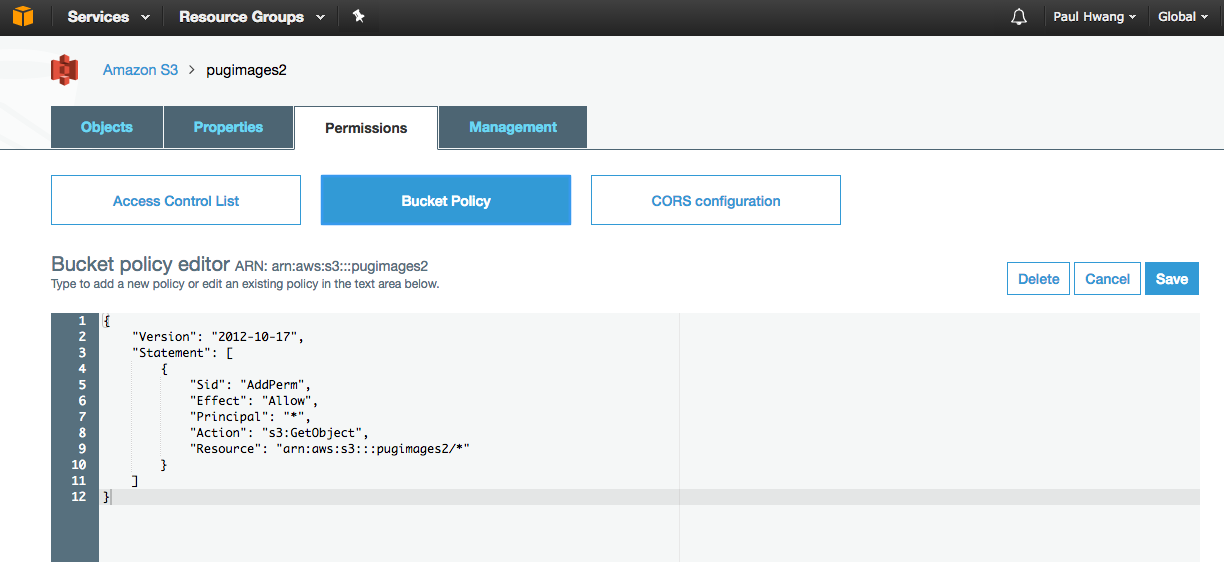 Services Resource Groups Paul Hwang Global
Amazon S3 > pugimages2
Objects Properties Permissions Management
Access Control List Bucket Policy CORS configuration
Bucket policy editor ARN: arn:aws:s3:::pugimages2
Type to add a new policy or edit an existing policy in the text area below.
Delete Cancel Save
1 {
2 "Version": "2012-10-17",
3 "Statement": [
4 {
5 "Sid": "AddPerm",
6 "Effect": "Allow",
7 "Principal": "*",
8 "Action": "s3:GetObject",
9 "Resource": "arn:aws:s3:::pugimages2/*"
10 }
11 ]
12 }